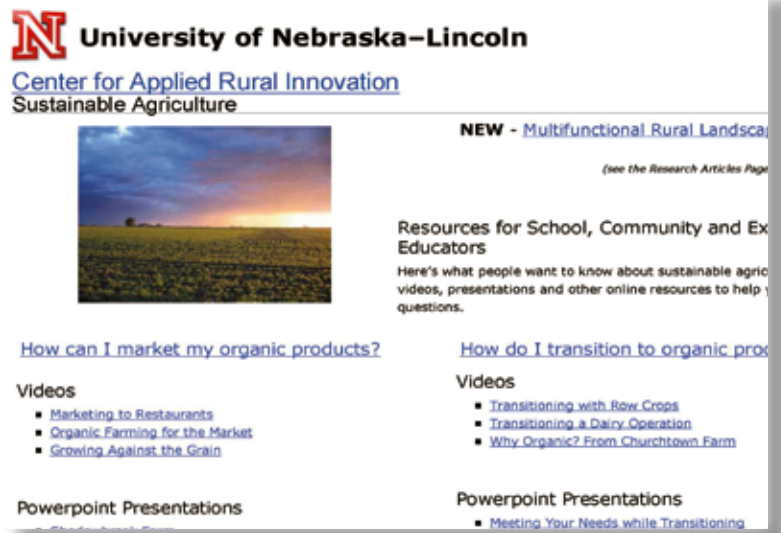 N University of Nebraska–Lincoln
Center for Applied Rural Innovation
Sustainable Agriculture
NEW - Multifunctional Rural
(see the Research Articles Page
Resources for School, Community and
Educators
Here's what people want to know about sustainable
videos, presentations and other online resources to help
questions.
How can I market my organic products?
Videos
Marketing to Restaurants
Organic Farming for the Market
Growing Against the Grain
Powerpoint Presentations
How do I transition to organic
Videos
Transitioning with Row Crops
Transitioning a Dairy Operation
Why Organic? From Churchtown Farm
Powerpoint Presentations
Meeting Your Needs while Transitioning